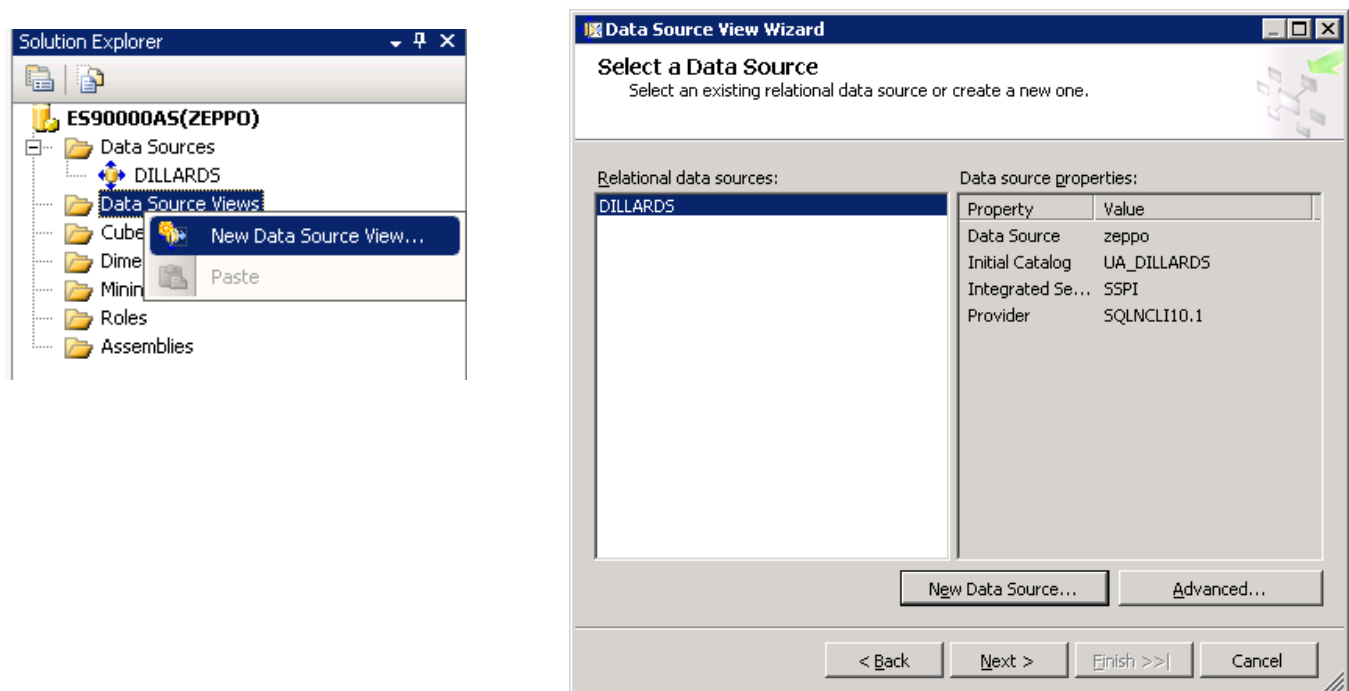 Solution Explorer
ES90000AS(ZEPPO)
Data Sources
DILLARDS
Data Source Views
Cube
New Data Source View...
Dime
Paste
Minin
Roles
Assemblies
Data Source View Wizard
Select a Data Source
Select an existing relational data source or create a new one.
Relational data sources:
DILLARDS
Data source properties:
Property Value
Data Source zeppo
Initial Catalog UA_DILLARDS
Integrated Se... SSPI
Provider SQLNCLI10.1
New Data Source... Advanced...
< Back Next > Finish >>| Cancel